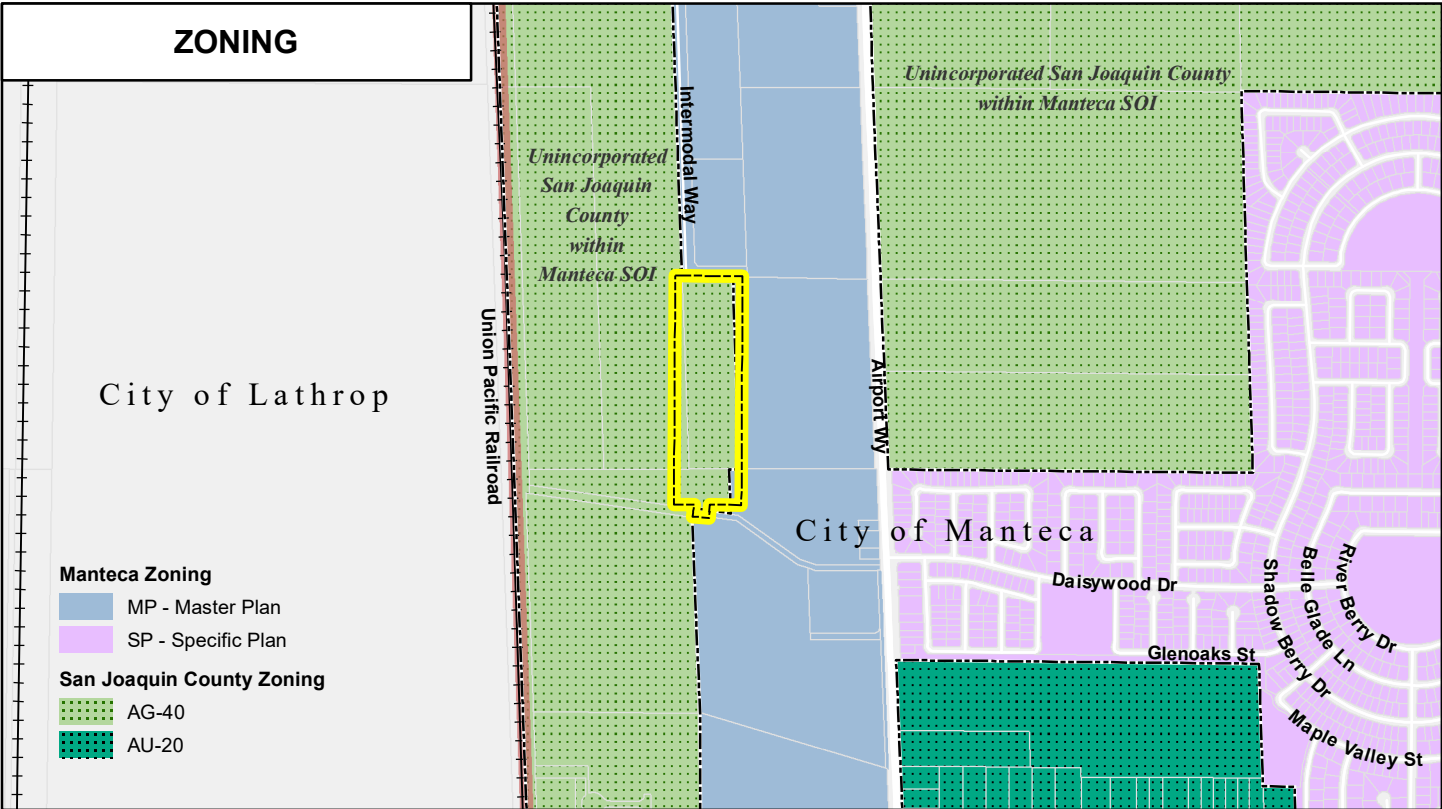 ZONING
Unincorporated San Joaquin County
within Manteca SOI
Intermodal Way
Unincorporated
San Joaquin
County
within
Manteca SOI
Union Pacific Railroad
City of Lathrop
Airport Wy
City of Manteca
Daisywood Dr
Glenoaks St
Shadow Berry Dr
Belle Glade Ln
River Berry Dr
Maple Valley St
Manteca Zoning
MP - Master Plan
SP - Specific Plan
San Joaquin County Zoning
AG-40
AU-20